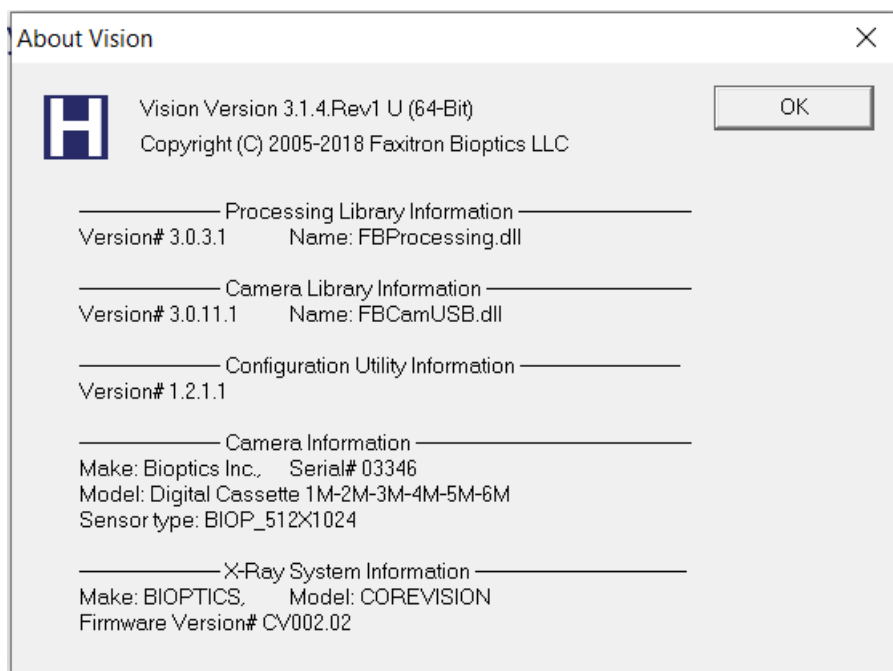 About Vision
H
Vision Version 3.1.4.Rev1 U (64-Bit)
OK
Copyright (C) 2005-2018 Faxitron Bioptics LLC
Processing Library Information
Version# 3.0.3.1 Name: FBProcessing.dll
Camera Library Information
Version# 3.0.11.1 Name: FBCamUSB.dll
Configuration Utility Information
Version# 1.2.1.1
Camera Information
Make: Bioptics Inc., Serial# 03346
Model: Digital Cassette 1M-2M-3M-4M-5M-6M
Sensor type: BIOP_512X1024
X-Ray System Information
Make: BIOPTICS, Model: COREVISION
Firmware Version# CV002.02